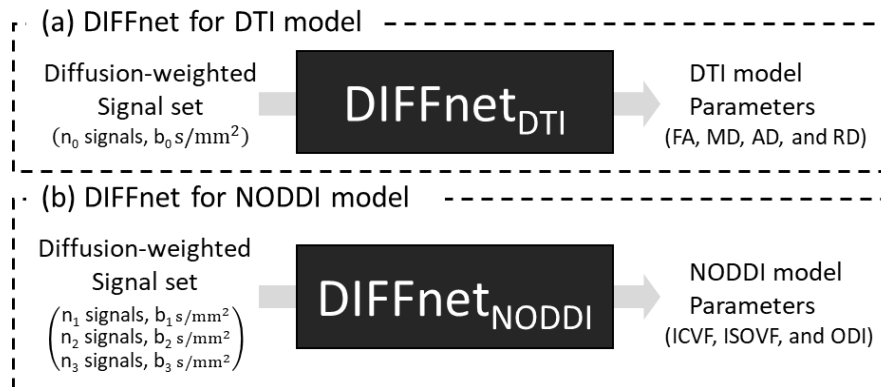 (a) DIFFnet for DTI model
Diffusion-weighted
Signal set
(n₀ signals, b₀ s/mm²)
DIFFnet_DTI
DTI model
Parameters
(FA, MD, AD, and RD)
(b) DIFFnet for NODDI model
Diffusion-weighted
Signal set
(n₁ signals, b₁ s/mm²
n₂ signals, b₂ s/mm²
n₃ signals, b₃ s/mm²)
DIFFnet_NODDI
NODDI model
Parameters
(ICVF, ISOVF, and ODI)